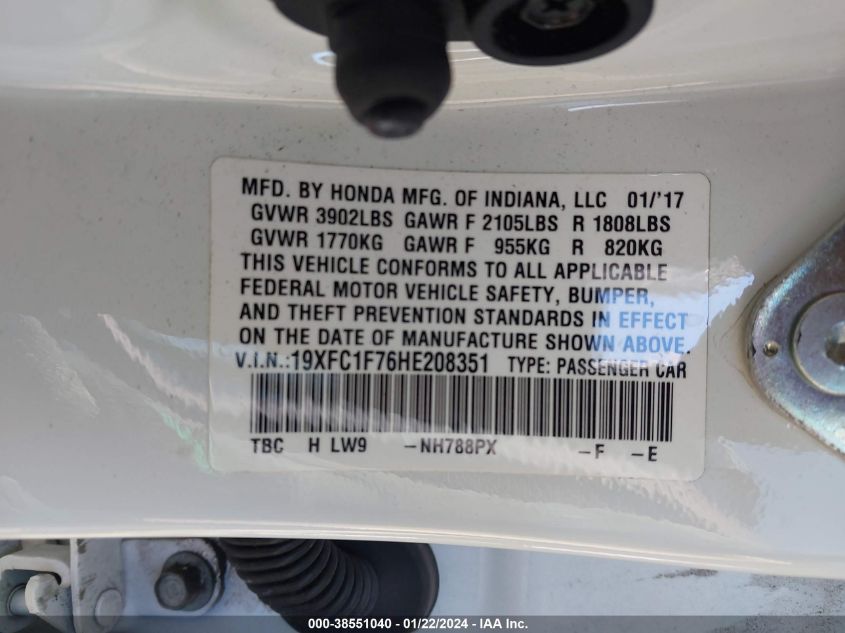 MFD. BY HONDA MFG. OF INDIANA, LLC 01/'17
GVWR 3902LBS GAWR F 2105LBS R 1808LBS
GVWR 1770KG GAWR F 955KG R 820KG
THIS VEHICLE CONFORMS TO ALL APPLICABLE
FEDERAL MOTOR VEHICLE SAFETY, BUMPER,
AND THEFT PREVENTION STANDARDS IN EFFECT
ON THE DATE OF MANUFACTURE SHOWN ABOVE.
V.I.N.:19XFC1F76HE208351 TYPE: PASSENGER CAR
TBC H LW9 -NH788PX -F -E
000-38551040 - 01/22/2024 - IAA Inc.